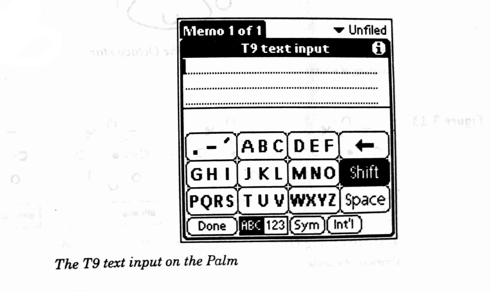 Memo 1 of 1 ▼ Unfiled
T9 text input i
. - ' ABC DEF ←
GHI JKL MNO Shift
PQRS TUV WXYZ Space
Done ABC 123 Sym Int'l
The T9 text input on the Palm